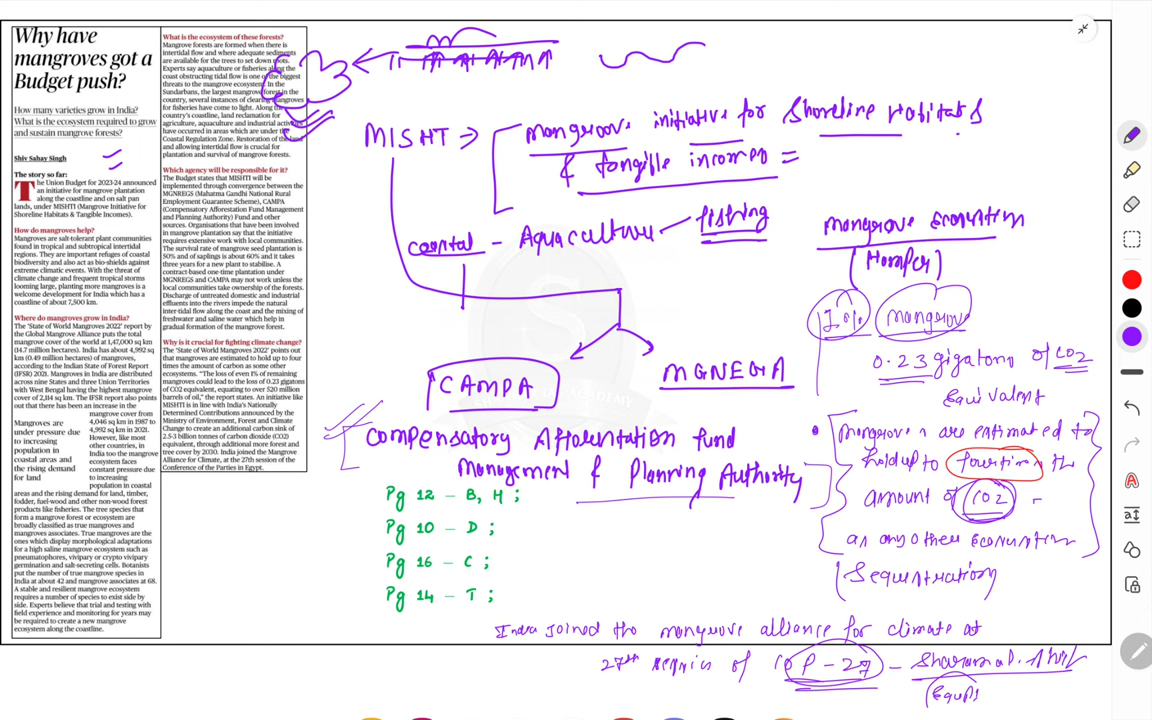 Why have
mangroves got a
Budget push?
How many varieties grow in India?
What is the ecosystem required to grow
and sustain mangrove forests?
Shiv Sahay Singh
The story so far:
The Union Budget for 2023-24 announced
an initiative for mangrove plantation
along the coastline and on salt pan
lands, under MISHTI (Mangrove Initiative for
Shoreline Habitats & Tangible Incomes).
How do mangroves help?
Mangroves are salt-tolerant plant communities
found in tropical and subtropical intertidal
regions. They are important refuges of coastal
biodiversity and also act as bio-shields against
extreme climatic events. With the threat of
climate change and frequent tropical storms
looming large, planting more mangroves is a
welcome development for India which has a
coastline of about 7,500 km.
Where do mangroves grow in India?
The 'State of World Mangroves 2022' report by
the Global Mangrove Alliance puts the total
mangrove cover of the world at 1,47,000 sq km
(14.7 million hectares). India has about 4,992 sq
km (0.49 million hectares) of mangroves,
according to the Indian State of Forest Report
(IFSR) 2021. Mangroves in India are distributed
across nine States and three Union Territories
with West Bengal having the highest mangrove
cover of 2,114 sq km. The IFSR report also points
out that there has been an increase in the
mangrove cover from
4,046 sq km in 1987 to
4,992 sq km in 2021.
However, like most
other countries, in
India too the mangrove
ecosystem faces
constant pressure due
to increasing
population in coastal
Mangroves are
under pressure due
to increasing
population in
coastal areas and
the rising demand
for land
areas and the rising demand for land, timber,
fodder, fuel-wood and other non-wood forest
products like fisheries. The tree species that
form a mangrove forest or ecosystem are
broadly classified as true mangroves and
mangroves associates. True mangroves are the
ones which display morphological adaptations
for a high saline mangrove ecosystem such as
pneumatophores, vivipary or crypto vivipary
germination and salt-secreting cells. Botanists
put the number of true mangrove species in
India at about 42 and mangrove associates at 68.
A stable and resilient mangrove ecosystem
requires a number of species to exist side by
side. Experts believe that trial and testing with
field experience and monitoring for years may
be required to create a new mangrove
ecosystem along the coastline.
What is the ecosystem of these forests?
Mangrove forests are formed when there is
intertidal flow and where adequate sediments
are available for the trees to set down roots.
Experts say aquaculture or fisheries along the
coast obstructing tidal flow is one of the biggest
threats to the mangrove ecosystem. In the
Sundarbans, the largest mangrove forest in the
country, several instances of clearing mangroves
for fisheries have come to light. Along the
country's coastline, land reclamation for
agriculture, aquaculture and industrial activities
have occurred in areas which are under the
Coastal Regulation Zone. Restoration of the land
and allowing intertidal flow is crucial for
plantation and survival of mangrove forests.
Which agency will be responsible for it?
The Budget states that MISHTI will be
implemented through convergence between the
MGNREGS (Mahatma Gandhi National Rural
Employment Guarantee Scheme), CAMPA
(Compensatory Afforestation Fund Management
and Planning Authority) Fund and other
sources. Organisations that have been involved
in mangrove plantation say that the initiative
requires extensive work with local communities.
The survival rate of mangrove seed plantation is
50% and of saplings is about 60% and it takes
three years for a new plant to stabilise. A
contract-based one-time plantation under
MGNREGS and CAMPA may not work unless the
local communities take ownership of the forests.
Discharge of untreated domestic and industrial
effluents into the rivers impede the natural
inter-tidal flow along the coast and the mixing of
freshwater and saline water which help in
gradual formation of the mangrove forest.
Why is it crucial for fighting climate change?
The 'State of World Mangroves 2022' points out
that mangroves are estimated to hold up to four
times the amount of carbon as some other
ecosystems. "The loss of even 1% of remaining
mangroves could lead to the loss of 0.23 gigatons
of CO2 equivalent, equating to over 520 million
barrels of oil," the report states. An initiative like
MISHTI is in line with India's Nationally
Determined Contributions announced by the
Ministry of Environment, Forest and Climate
Change to create an additional carbon sink of
2.5-3 billion tonnes of carbon dioxide (CO2)
equivalent, through additional more forest and
tree cover by 2030. India joined the Mangrove
Alliance for Climate, at the 27th session of the
Conference of the Parties in Egypt.
MISHT ⇒
mangroove initiative for Shoreline Habitats
& tangible incomes =
coastal - Aquaculture - fishing
mangrove Ecosystem
(Hamper)
1% mangrove
0.23 gigatons of CO2
Equivalent
CAMPA
MGNEGA
Compensatory Afforestation fund
Management & Planning Authority
• mangroves are estimated to
hold up to fourtimes the
amount of CO2 =
as any other Ecosystem
(Sequestration)
Pg 12 - B, H ;
Pg 10 - D ;
Pg 16 - C ;
Pg 14 - T ;
India joined the mangrove alliance for climate at
27th session of COP-27 -